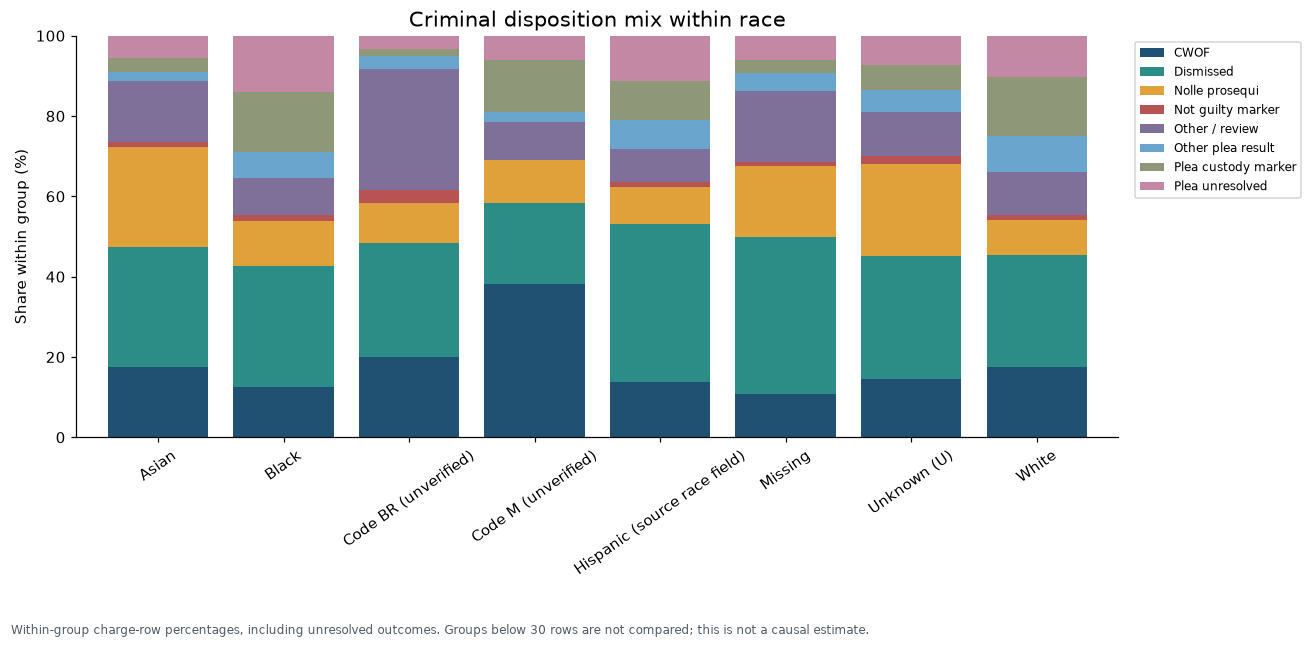 Criminal disposition mix within race
Share within group (%)
100
80
60
40
20
0
Asian
Black
Code BR (unverified)
Code M (unverified)
Hispanic (source race field)
Missing
Unknown (U)
White
CWOF
Dismissed
Nolle prosequi
Not guilty marker
Other / review
Other plea result
Plea custody marker
Plea unresolved
Within-group charge-row percentages, including unresolved outcomes. Groups below 30 rows are not compared; this is not a causal estimate.